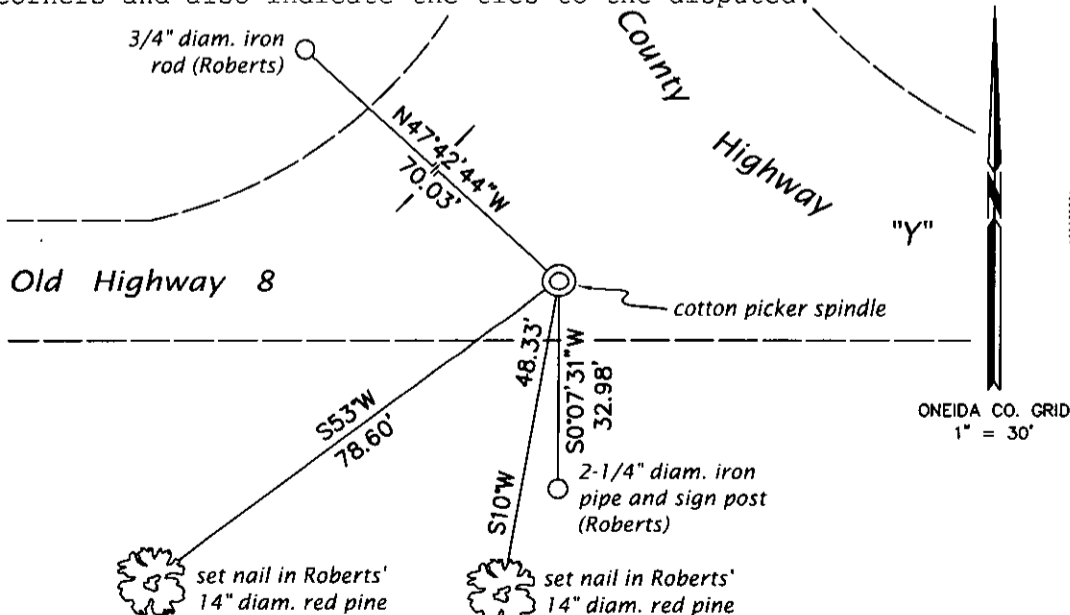 corners and also indicate the ties to the disputed.
3/4" diam. iron
rod (Roberts)
County
Highway
"Y"
N47°42'44"W
70.03'
Old Highway 8
cotton picker spindle
48.33'
S0°07'31"W
32.98'
S53°W
78.60'
S10°W
ONEIDA CO. GRID
1" = 30'
2-1/4" diam. iron
pipe and sign post
(Roberts)
set nail in Roberts'
14" diam. red pine
set nail in Roberts'
14" diam. red pine
N